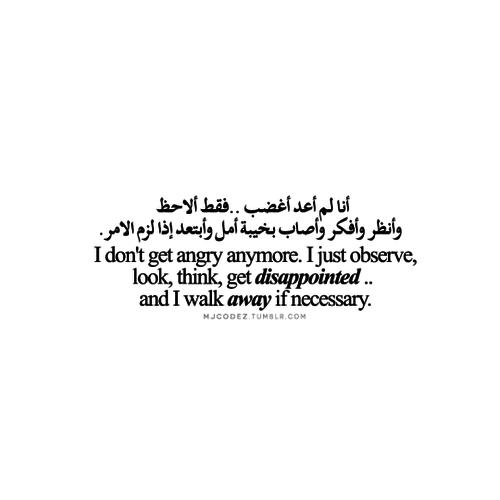 أنا لم أعد أغضب ..فقط ألاحظ
وأنظر وأفكر وأصاب بخيبة أمل وأبتعد إذا لزم الامر.
I don't get angry anymore. I just observe,
look, think, get disappointed ..
and I walk away if necessary.
MJCODEZ.TUMBLR.COM